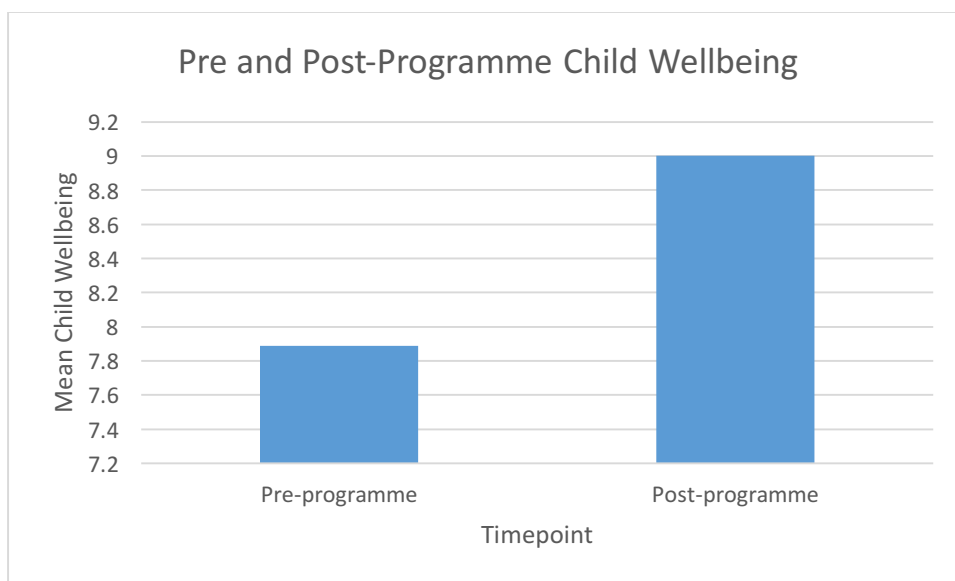 Pre and Post-Programme Child Wellbeing
Mean Child Wellbeing
9.2
9
8.8
8.6
8.4
8.2
8
7.8
7.6
7.4
7.2
Pre-programme Post-programme
Timepoint